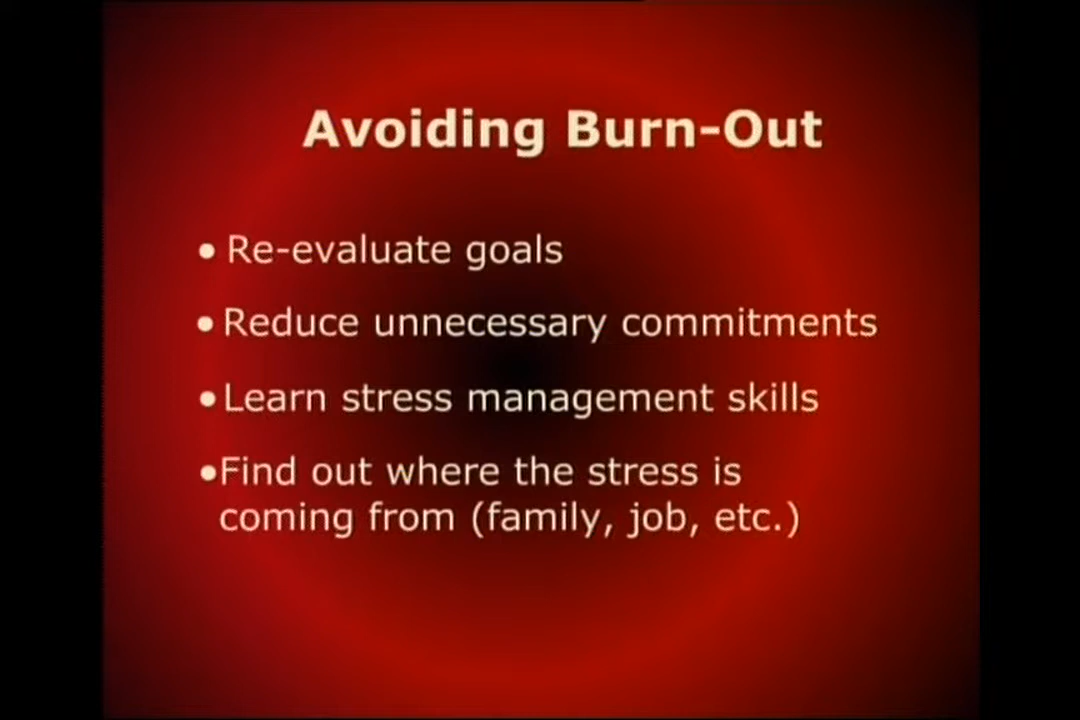 Avoiding Burn-Out
• Re-evaluate goals
• Reduce unnecessary commitments
• Learn stress management skills
•Find out where the stress is
coming from (family, job, etc.)